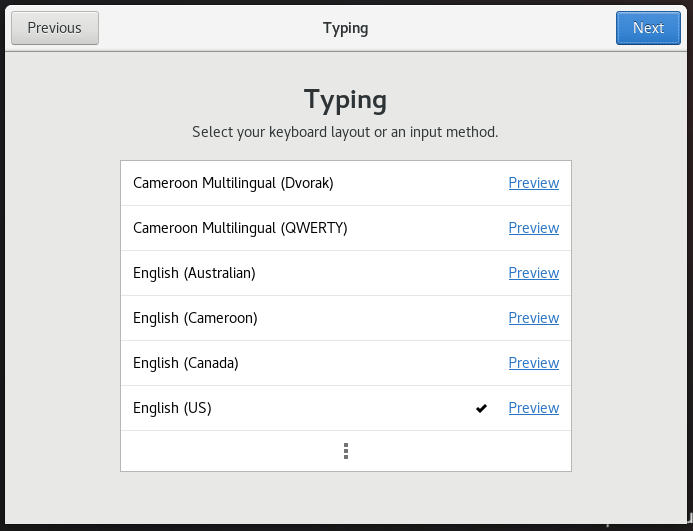 Previous Typing Next
Typing
Select your keyboard layout or an input method.
Cameroon Multilingual (Dvorak) Preview
Cameroon Multilingual (QWERTY) Preview
English (Australian) Preview
English (Cameroon) Preview
English (Canada) Preview
English (US) ✔ Preview